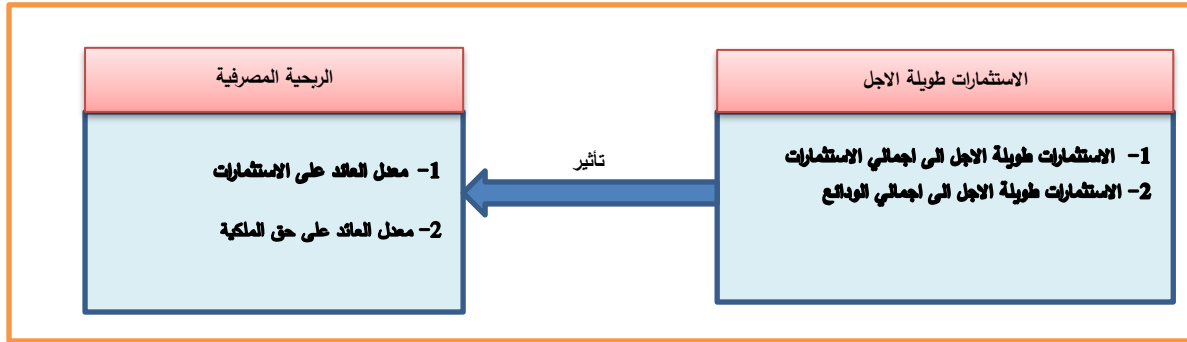 الاستثمارات طويلة الاجل
1- الاستثمارات طويلة الاجل الى اجمالي الاستثمارات
2- الاستثمارات طويلة الاجل الى اجمالي الودائع
تأثير
الربحية المصرفية
1- معدل العائد على الاستثمارات
2- معدل العائد على حق الملكية